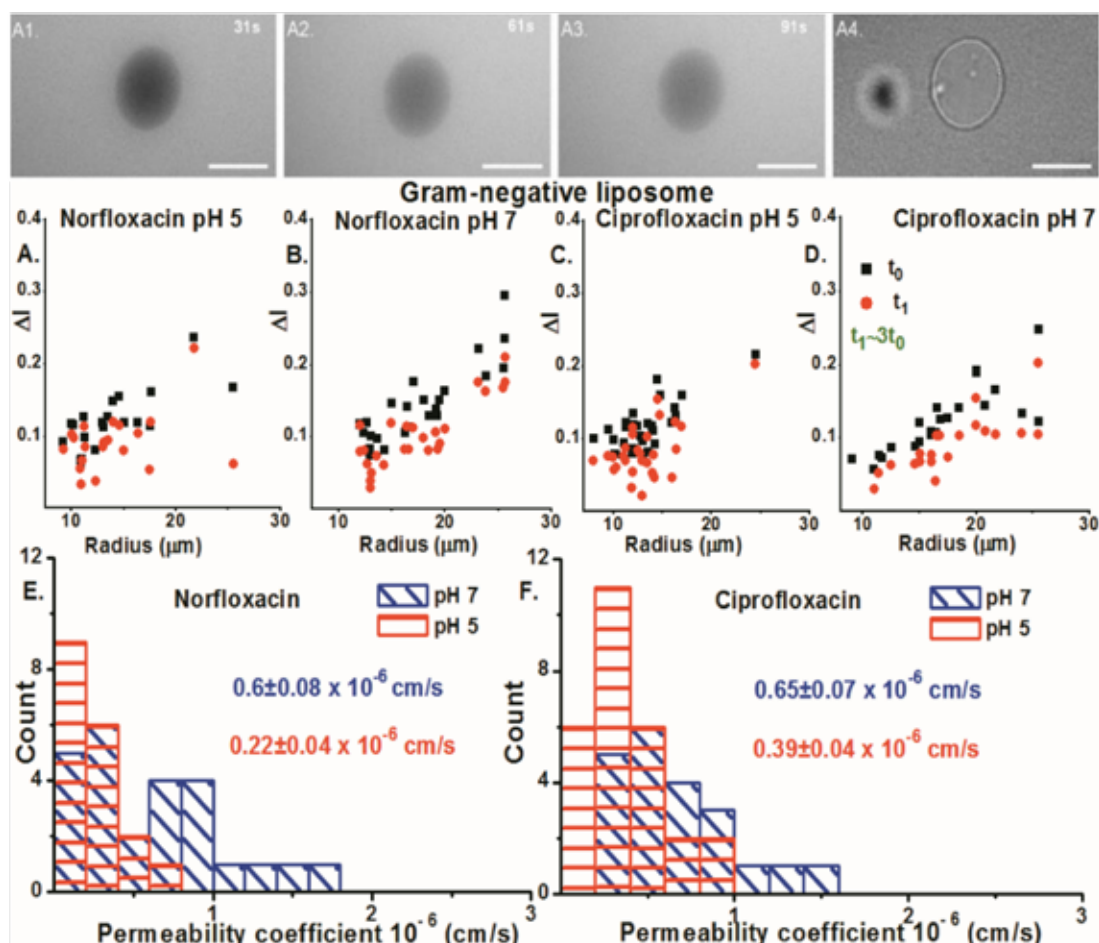 A1. 31s
A2. 61s
A3. 91s
A4.
Gram-negative liposome
Norfloxacin pH 5
Norfloxacin pH 7
Ciprofloxacin pH 5
Ciprofloxacin pH 7
A.
0.4
0.3
0.2
0.1
ΔI
10 20 30
Radius (μm)
B.
0.4
0.3
0.2
0.1
ΔI
10 20 30
Radius (μm)
C.
0.4
0.3
0.2
0.1
ΔI
10 20 30
Radius (μm)
D.
0.4
0.3
0.2
0.1
ΔI
t₀
t₁
t₁~3t₀
10 20 30
Radius (μm)
E.
Norfloxacin
pH 7
pH 5
0.6±0.08 x 10⁻⁶ cm/s
0.22±0.04 x 10⁻⁶ cm/s
12
8
4
0
Count
1 2 3
Permeability coefficient 10⁻⁶ (cm/s)
F.
Ciprofloxacin
pH 7
pH 5
0.65±0.07 x 10⁻⁶ cm/s
0.39±0.04 x 10⁻⁶ cm/s
12
8
4
0
Count
1 2 3
Permeability coefficient 10⁻⁶ (cm/s)